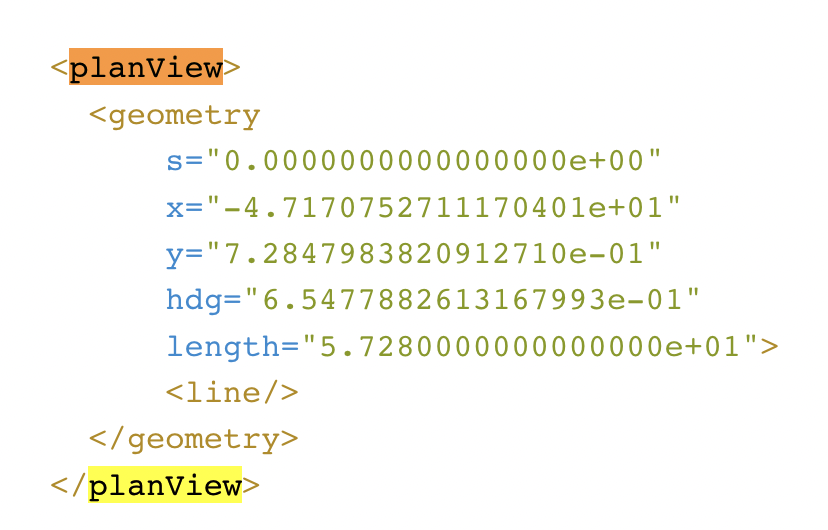 <planView>
<geometry
s="0.0000000000000000e+00"
x="-4.7170752711170401e+01"
y="7.2847983820912710e-01"
hdg="6.5477882613167993e-01"
length="5.7280000000000000e+01">
<line/>
</geometry>
</planView>